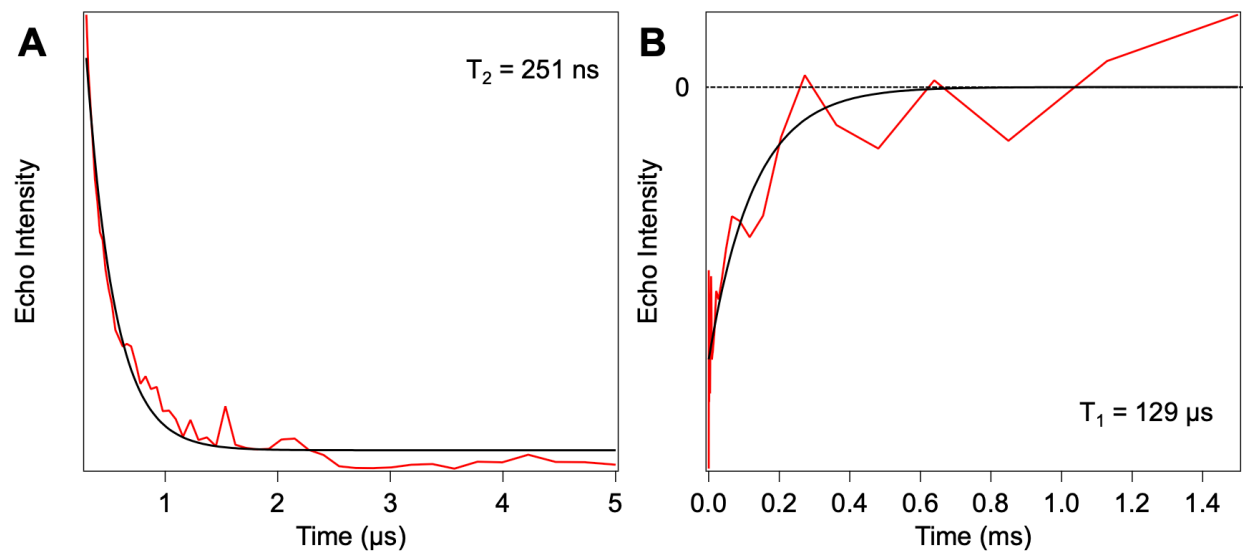 A
T₂ = 251 ns
Echo Intensity
1 2 3 4 5
Time (µs)
B
0
Echo Intensity
T₁ = 129 µs
0.0 0.2 0.4 0.6 0.8 1.0 1.2 1.4
Time (ms)